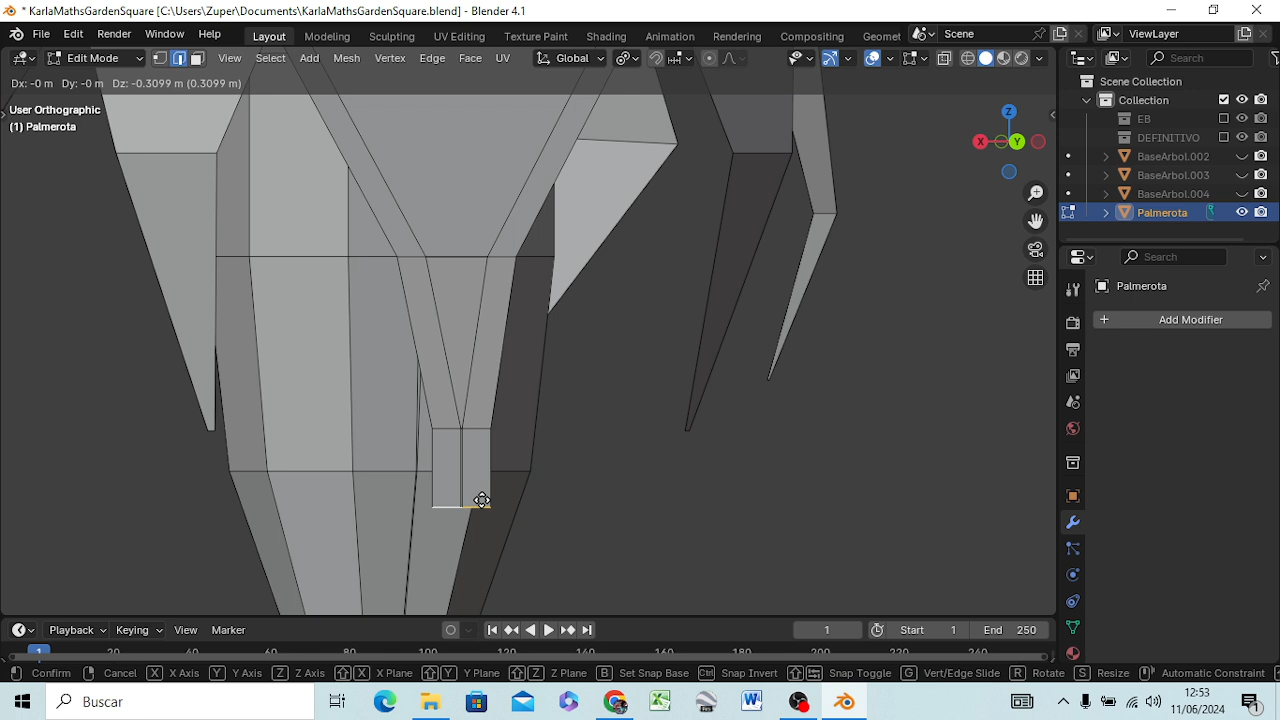 * KarlaMathsGardenSquare [C:\Users\Zuper\KarlaMathsGardenSquare.blend] - Blender 4.1
File Edit Render Window Help Layout Modeling Sculpting UV Editing Texture Paint Shading Animation Rendering Compositing Geomet Scene ViewLayer
Edit Mode View Select Add Mesh Vertex Edge Face UV Global Search
Dx: -0 m Dy: -0 m Dz: -0.3099 m (0.3099 m)
User Orthographic
(1) Palmerota
X Y Z
Scene Collection
Collection
EB
DEFINITIVO
BaseArbol.002
BaseArbol.003
BaseArbol.004
Palmerota
Search
Palmerota
+ Add Modifier
Playback Keying View Marker 1 Start 1 End 250
Confirm Cancel X X Axis Y Y Axis Z Z Axis X X Plane Y Y Plane Z Z Plane B Set Snap Base Ctrl Snap Invert Snap Toggle G Vert/Edge Slide R Rotate S Resize Automatic Constraint
Buscar 12:53
11/06/2024